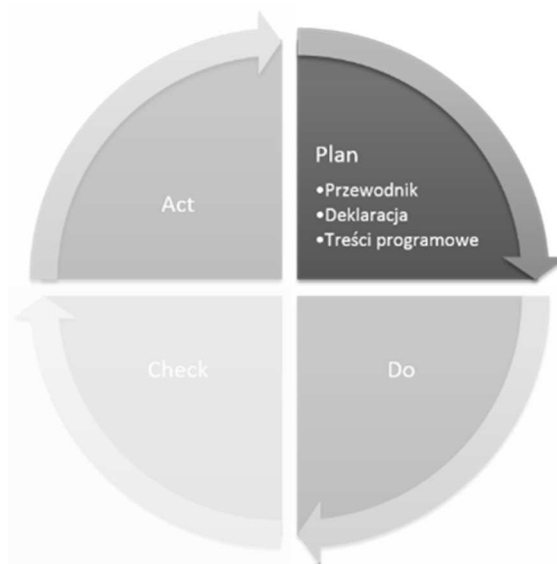 Act
Plan
•Przewodnik
•Deklaracja
•Treści programowe
Check
Do